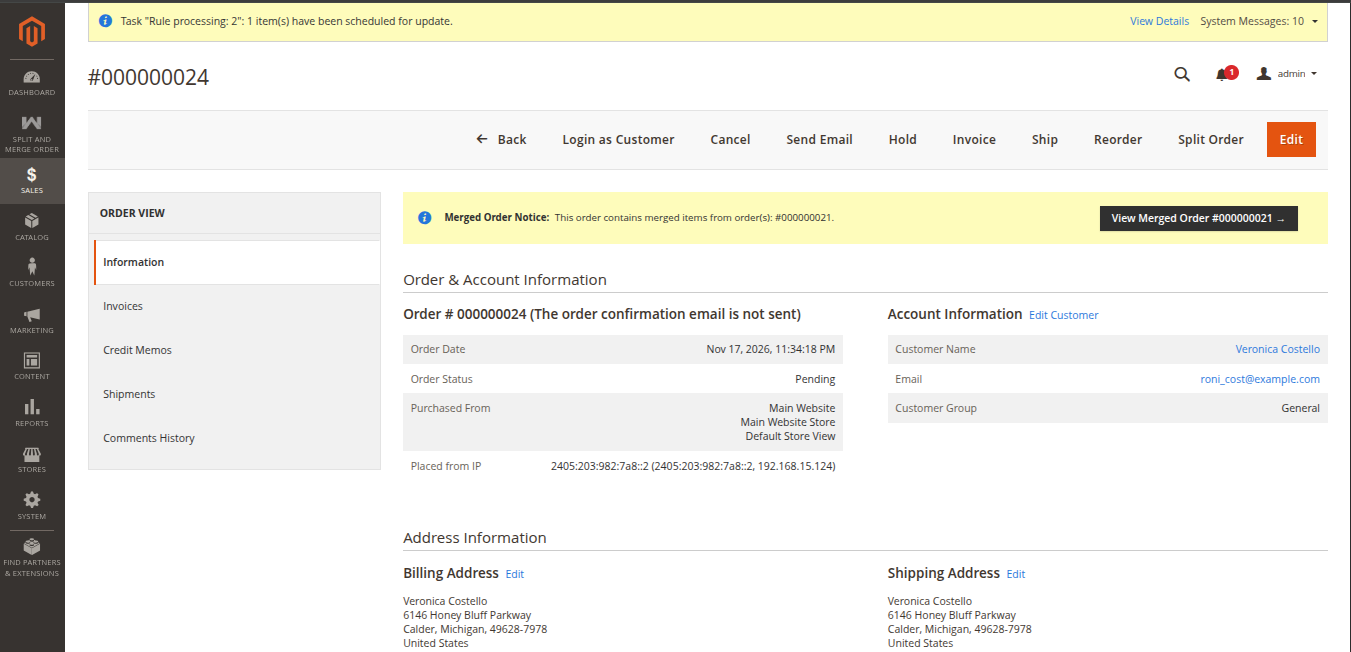 Task "Rule processing: 2": 1 item(s) have been scheduled for update.
View Details
System Messages: 10
#000000024
1
admin
Back
Login as Customer
Cancel
Send Email
Hold
Invoice
Ship
Reorder
Split Order
Edit
DASHBOARD
SPLIT AND
MERGE ORDER
$
SALES
CATALOG
CUSTOMERS
MARKETING
CONTENT
REPORTS
STORES
SYSTEM
FIND PARTNERS
& EXTENSIONS
ORDER VIEW
Information
Invoices
Credit Memos
Shipments
Comments History
Merged Order Notice: This order contains merged items from order(s): #000000021.
View Merged Order #000000021 →
Order & Account Information
Order # 000000024 (The order confirmation email is not sent)
Order Date Nov 17, 2026, 11:34:18 PM
Order Status Pending
Purchased From Main Website
Main Website Store
Default Store View
Placed from IP 2405:203:982:7a8::2 (2405:203:982:7a8::2, 192.168.15.124)
Account Information Edit Customer
Customer Name Veronica Costello
Email roni_cost@example.com
Customer Group General
Address Information
Billing Address Edit
Veronica Costello
6146 Honey Bluff Parkway
Calder, Michigan, 49628-7978
United States
Shipping Address Edit
Veronica Costello
6146 Honey Bluff Parkway
Calder, Michigan, 49628-7978
United States